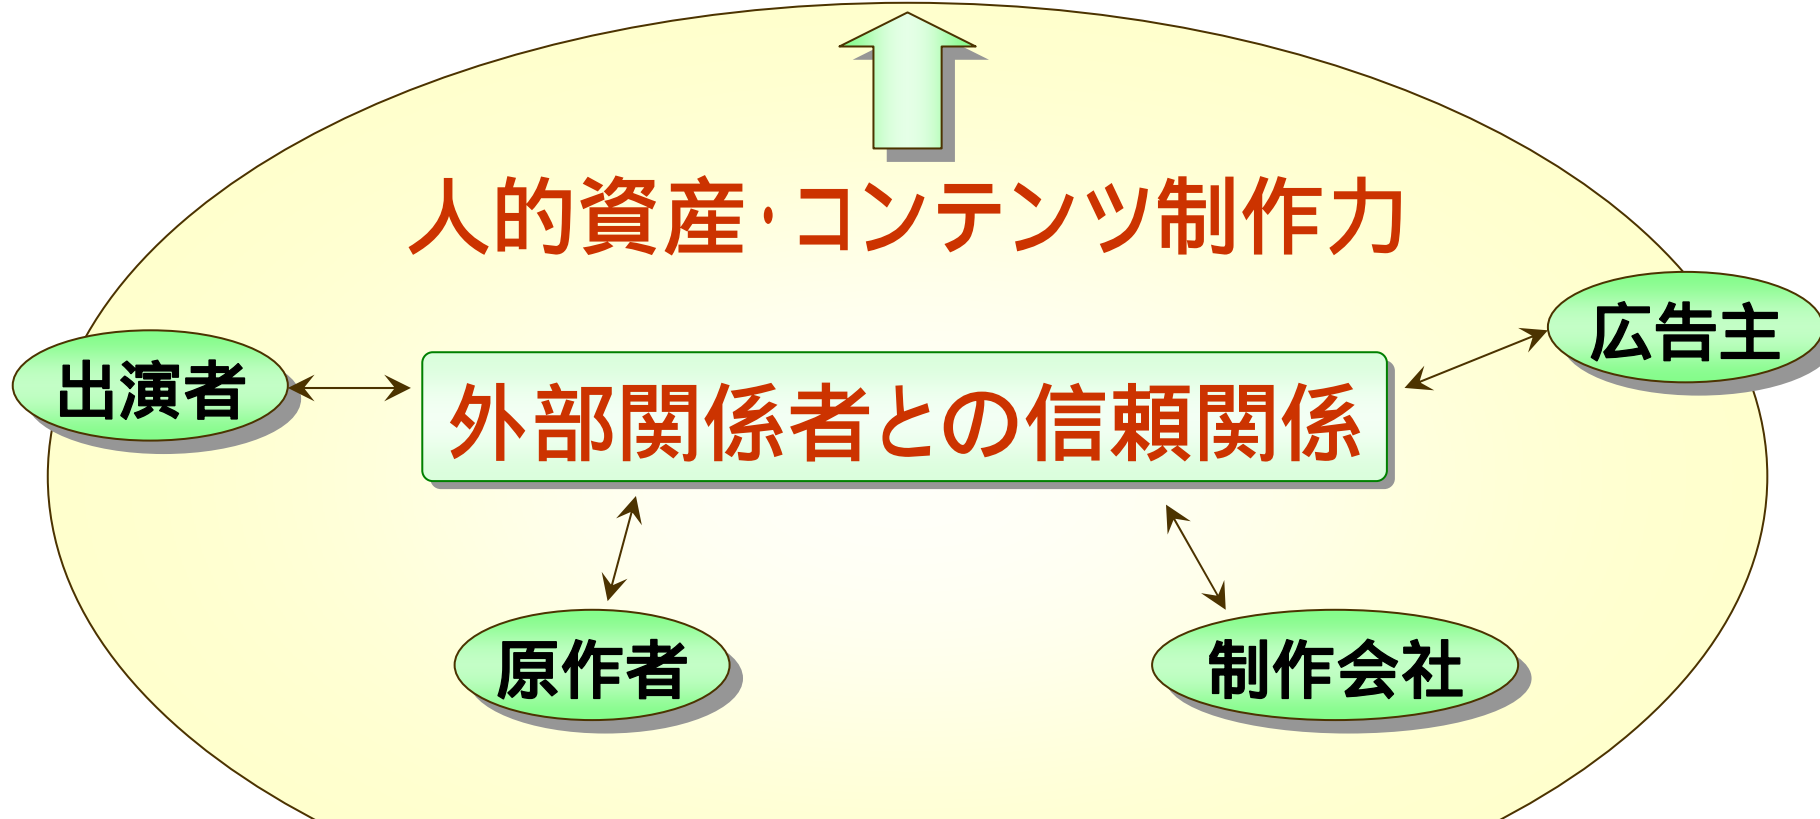 人的資産・コンテンツ制作力
広告主
出演者
外部関係者との信頼関係
原作者
制作会社